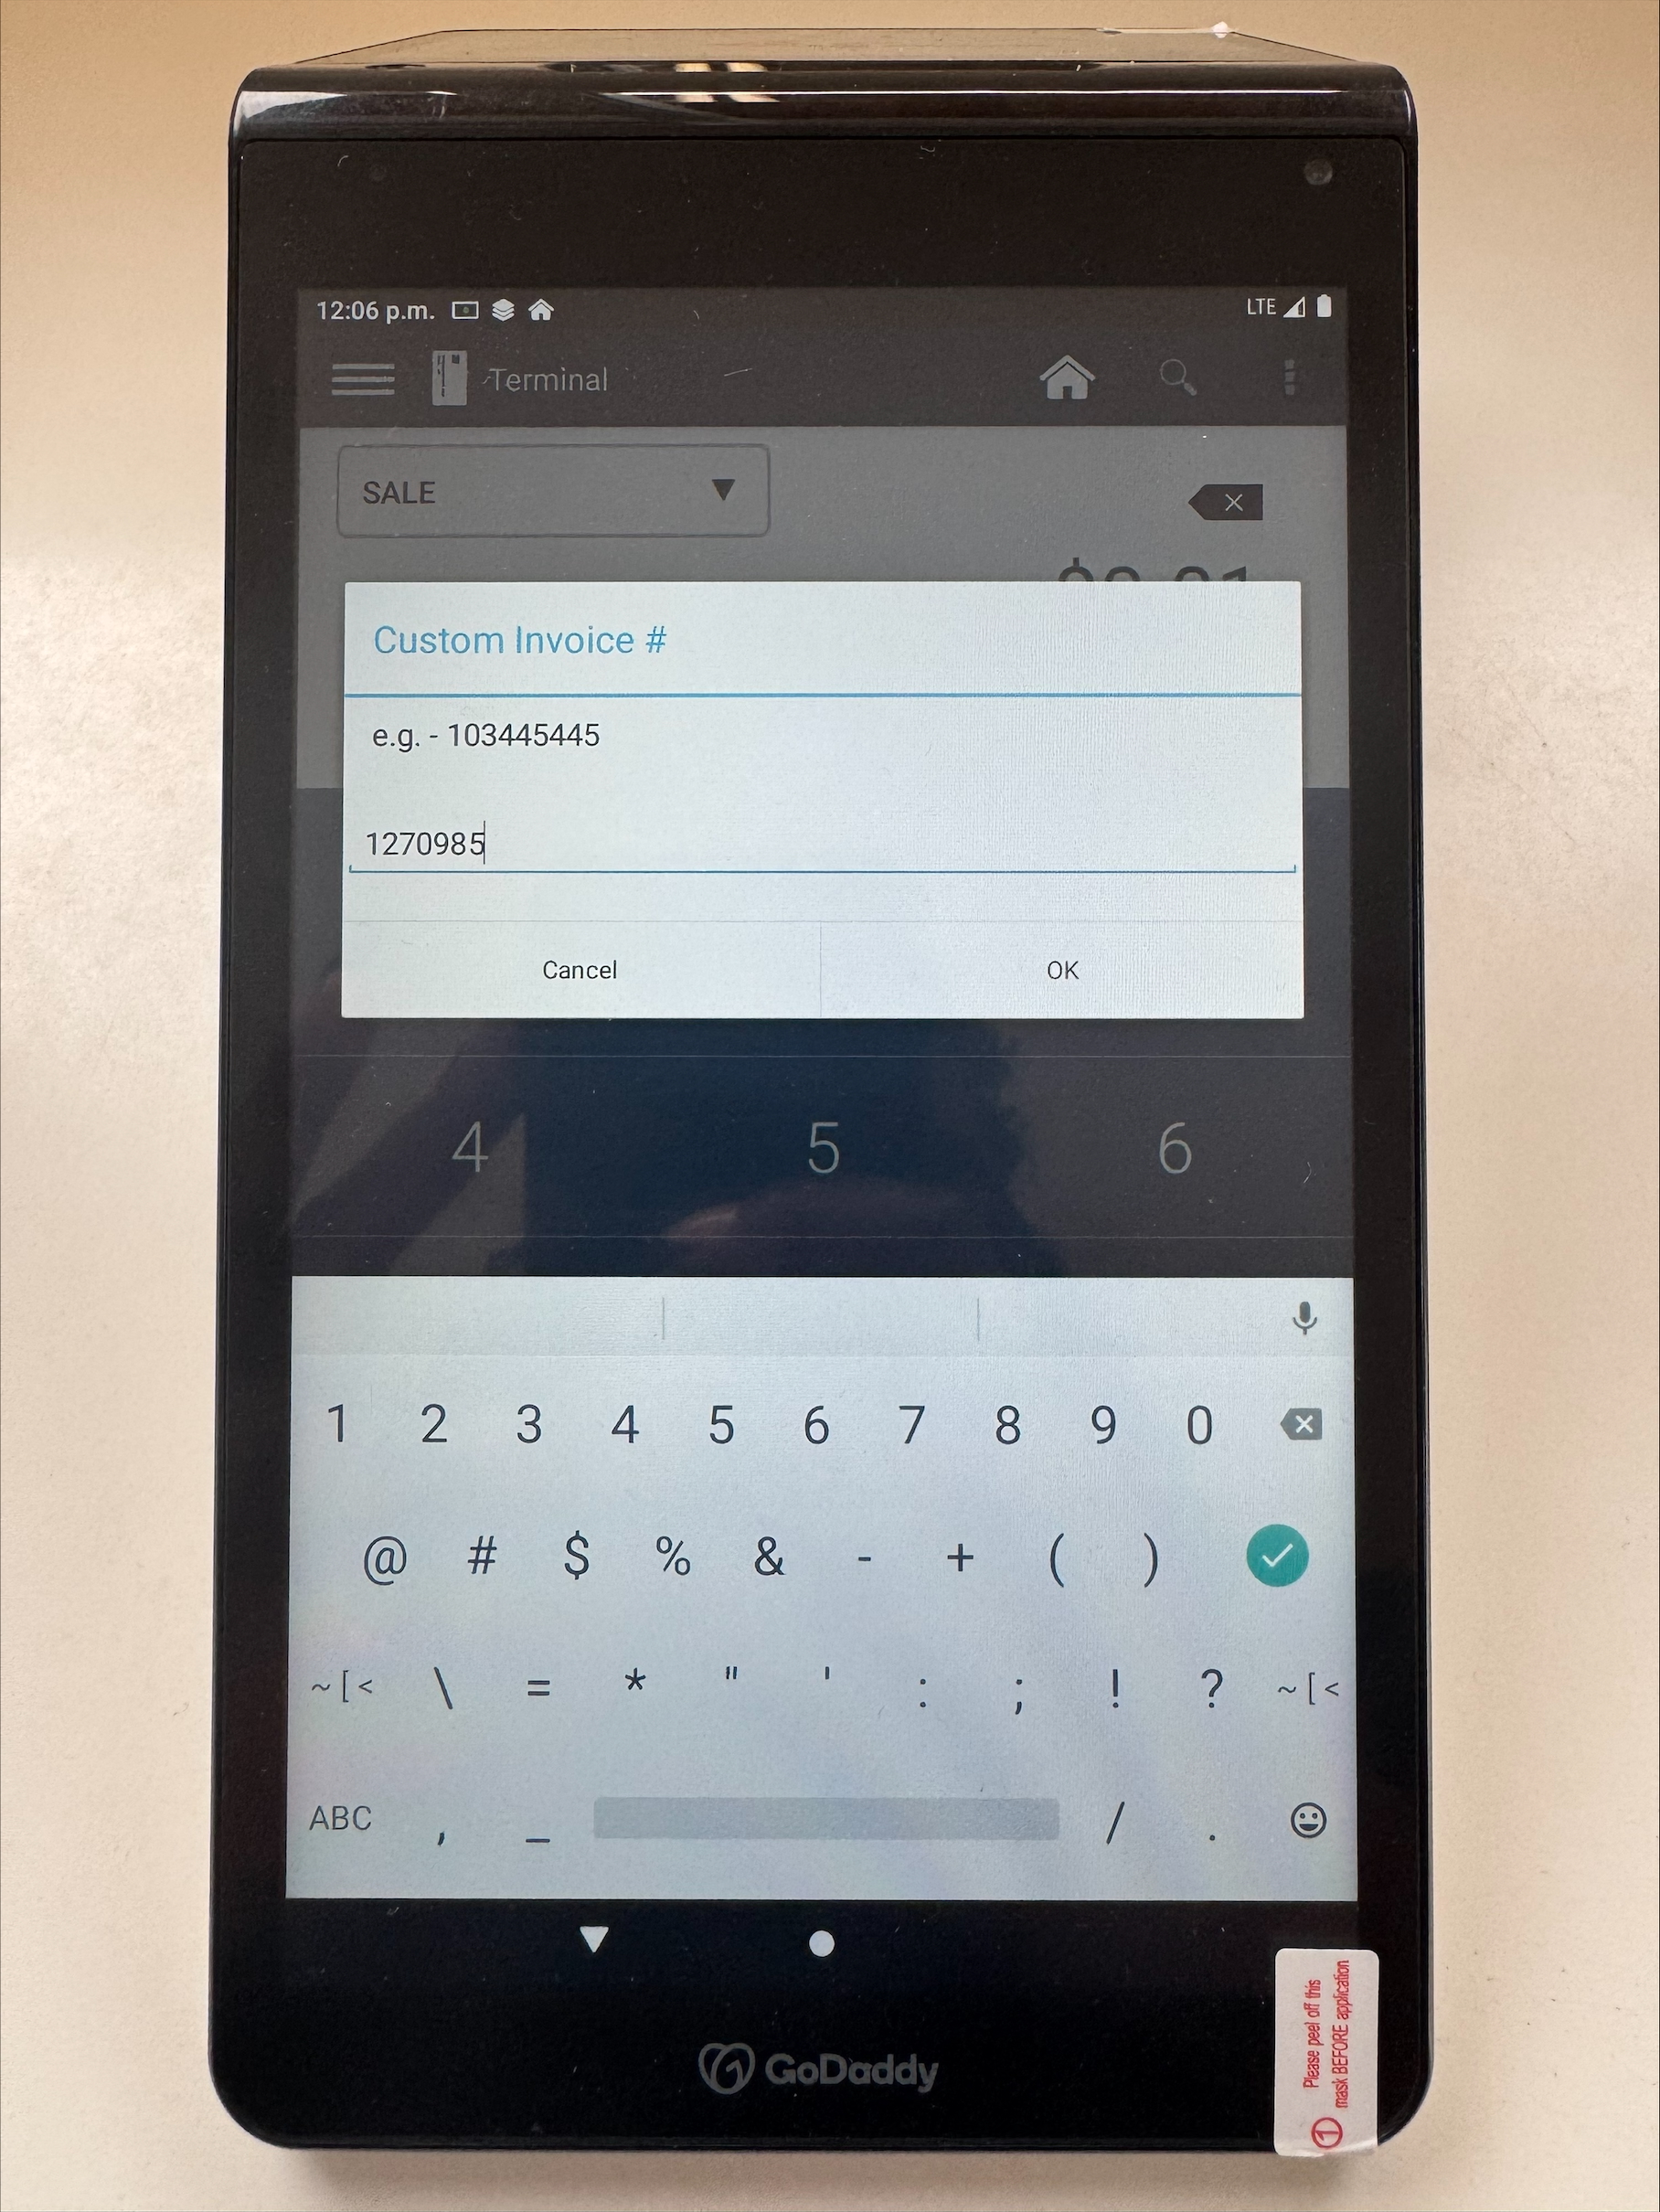 12:06 p.m.
LTE
Terminal
SALE
Custom Invoice #
e.g. - 103445445
1270985
Cancel
OK
4 5 6
1 2 3 4 5 6 7 8 9 0
@ # $ % & - + ( )
~[< \ = * " ' : ; ! ? ~[<
ABC , _ / .
GoDaddy
1 Please peel off this
mask BEFORE application